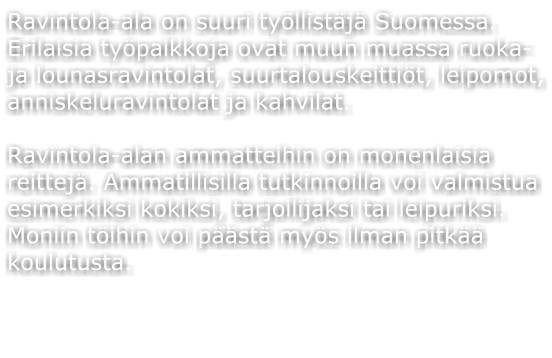 Ravintola-ala on suuri työllistäjä Suomessa.
Erilaisia työpaikkoja ovat muun muassa ruoka-
ja lounasravintolat, suurtalouskeittiöt, leipomot,
anniskeluravintolat ja kahvilat.
Ravintola-alan ammatteihin on monenlaisia
reittejä. Ammatillisilla tutkinnoilla voi valmistua
esimerkiksi kokiksi, tarjoilijaksi tai leipuriksi.
Moniin töihin voi päästä myös ilman pitkää
koulutusta.